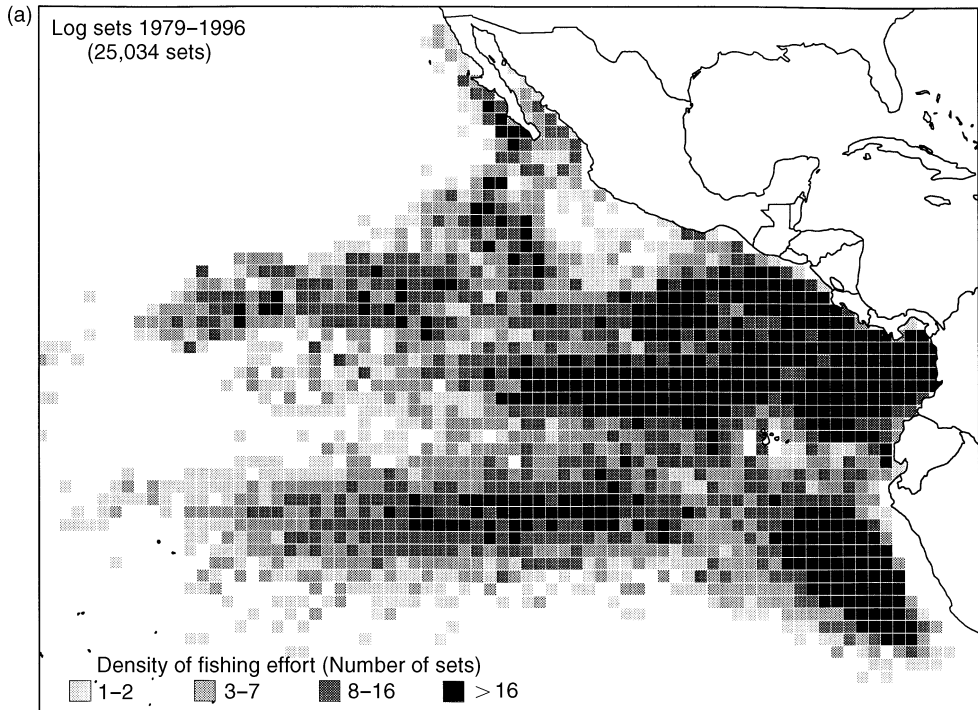 (a)
Log sets 1979–1996
(25,034 sets)
Density of fishing effort (Number of sets)
1–2 3–7 8–16 >16